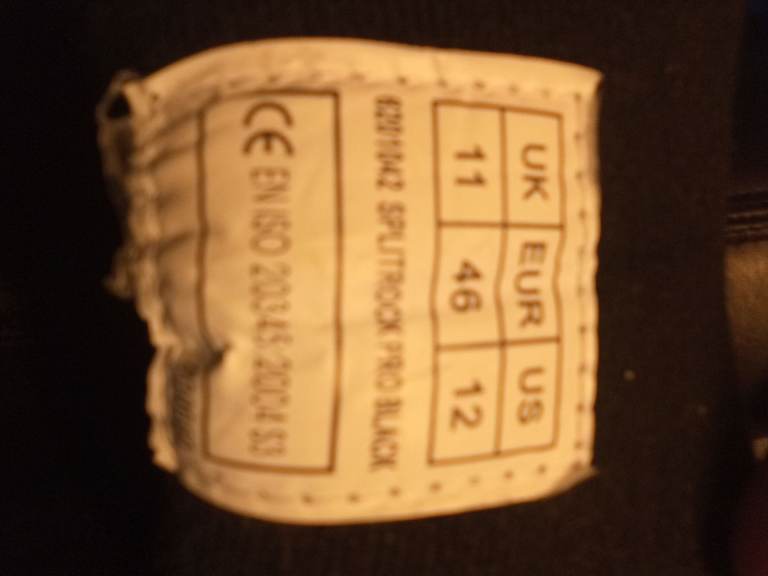 UK EUR US
11 46 12
SPLITROCK PRO BLACK
CE EN ISO 20345:2004 S3